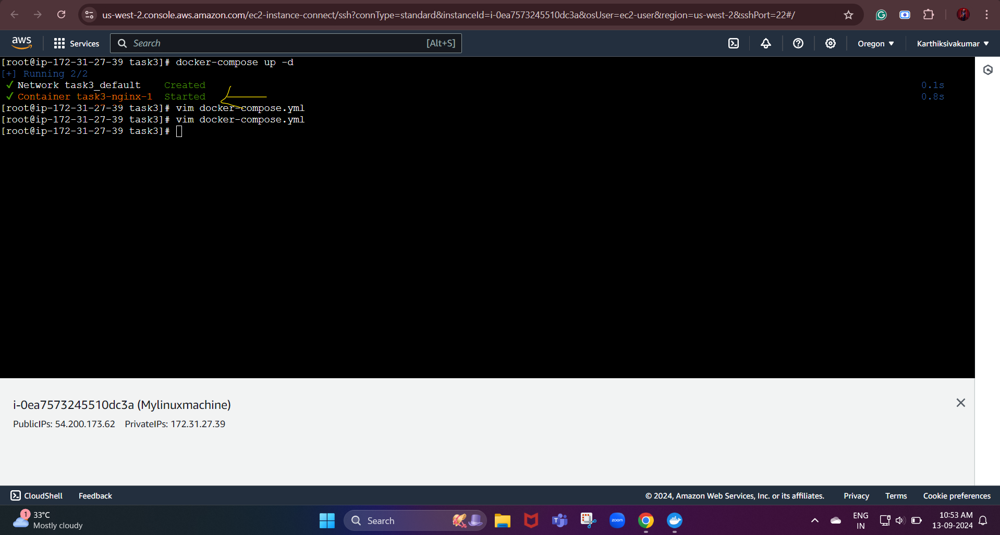 us-west-2.console.aws.amazon.com/ec2-instance-connect/ssh?connType=standard&instanceId=i-0ea7573245510dc3a&osUser=ec2-user&region=us-west-2&sshPort=22#/
aws Services Search [Alt+S] Oregon Karthiksivakumar
[root@ip-172-31-27-39 task3]# docker-compose up -d
[+] Running 2/2
✓ Network task3_default Created 0.1s
✓ Container task3-nginx-1 Started 0.8s
[root@ip-172-31-27-39 task3]# vim docker-compose.yml
[root@ip-172-31-27-39 task3]# vim docker-compose.yml
[root@ip-172-31-27-39 task3]#
i-0ea7573245510dc3a (Mylinuxmachine)
PublicIPs: 54.200.173.62 PrivateIPs: 172.31.27.39
CloudShell Feedback © 2024, Amazon Web Services, Inc. or its affiliates. Privacy Terms Cookie preferences
1 33°C
Mostly cloudy
Search
zoom
ENG
IN
10:53 AM
13-09-2024